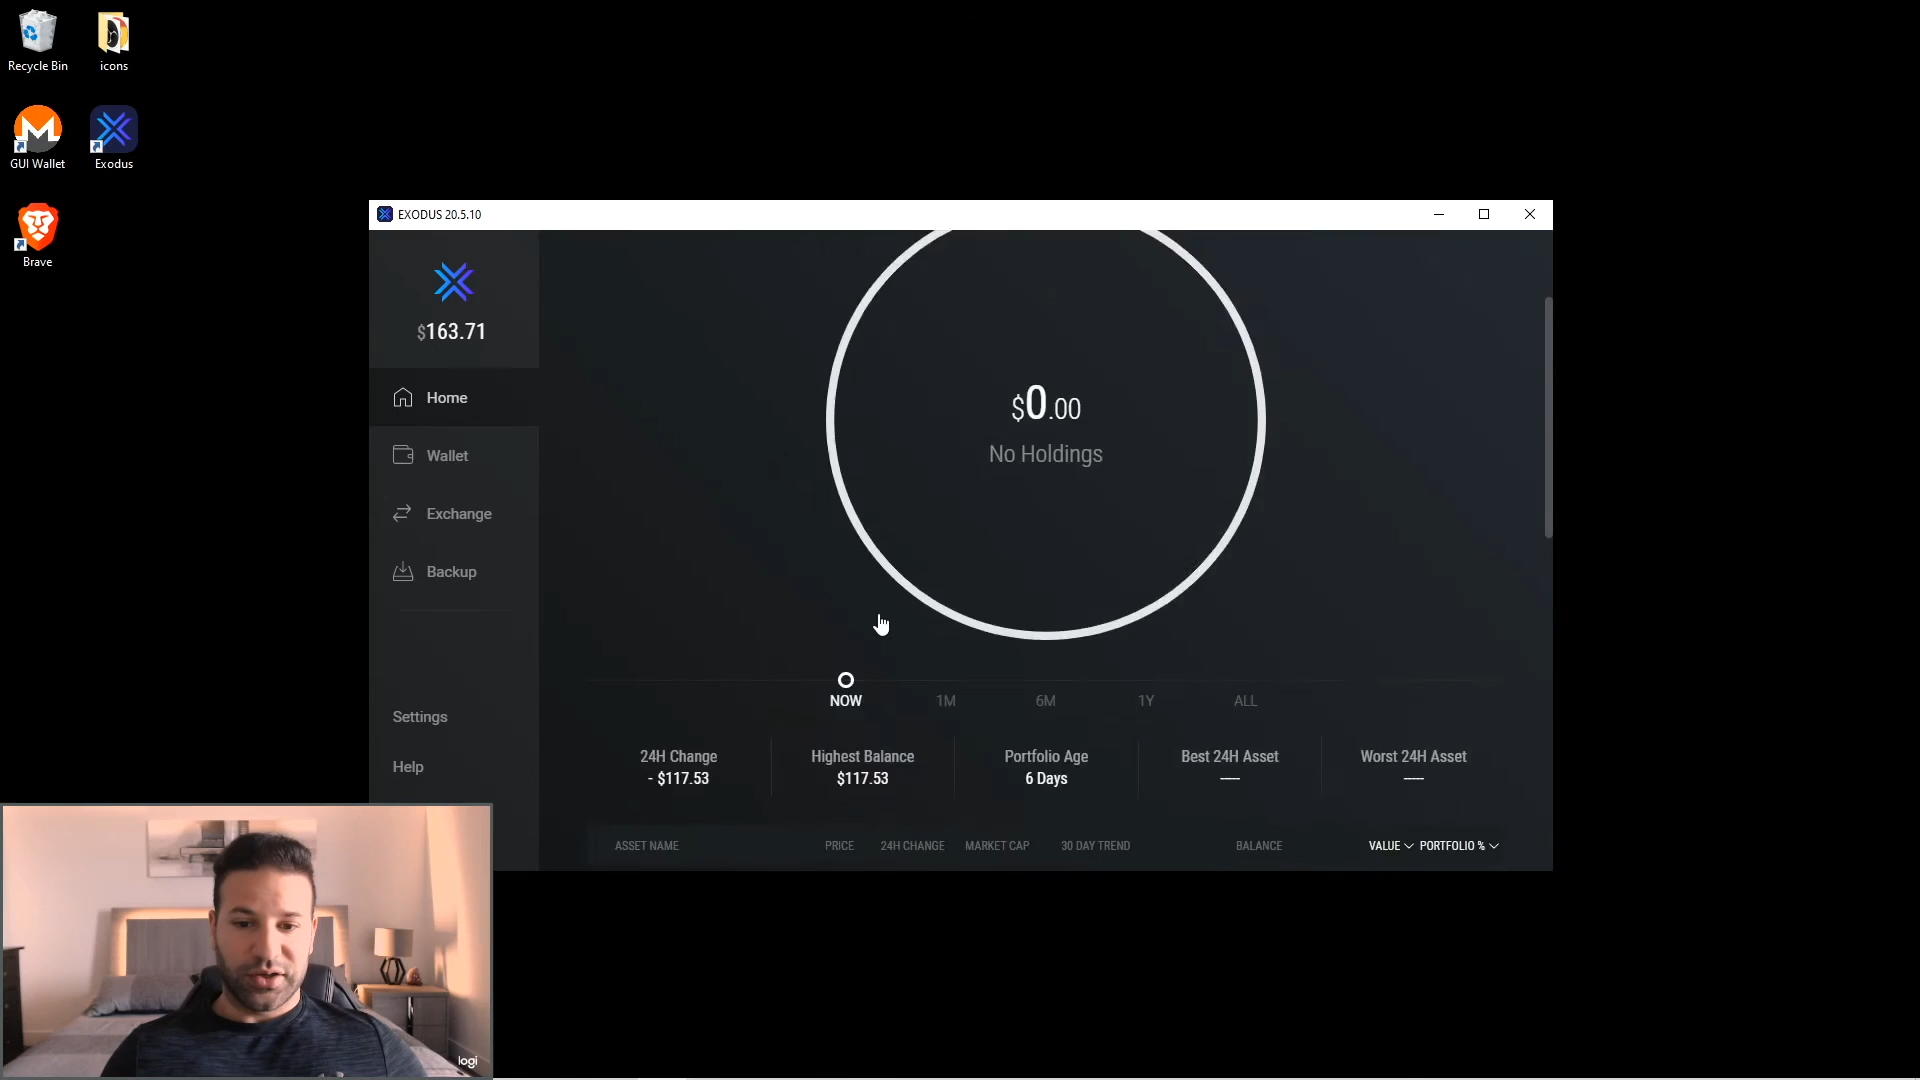 Recycle Bin
icons
GUI Wallet
Exodus
Brave
EXODUS 20.5.10
$163.71
Home
Wallet
Exchange
Backup
Settings
Help
$0.00
No Holdings
NOW
1M
6M
1Y
ALL
24H Change
- $117.53
Highest Balance
$117.53
Portfolio Age
6 Days
Best 24H Asset
Worst 24H Asset
ASSET NAME
PRICE
24H CHANGE
MARKET CAP
30 DAY TREND
BALANCE
VALUE
PORTFOLIO %
logi